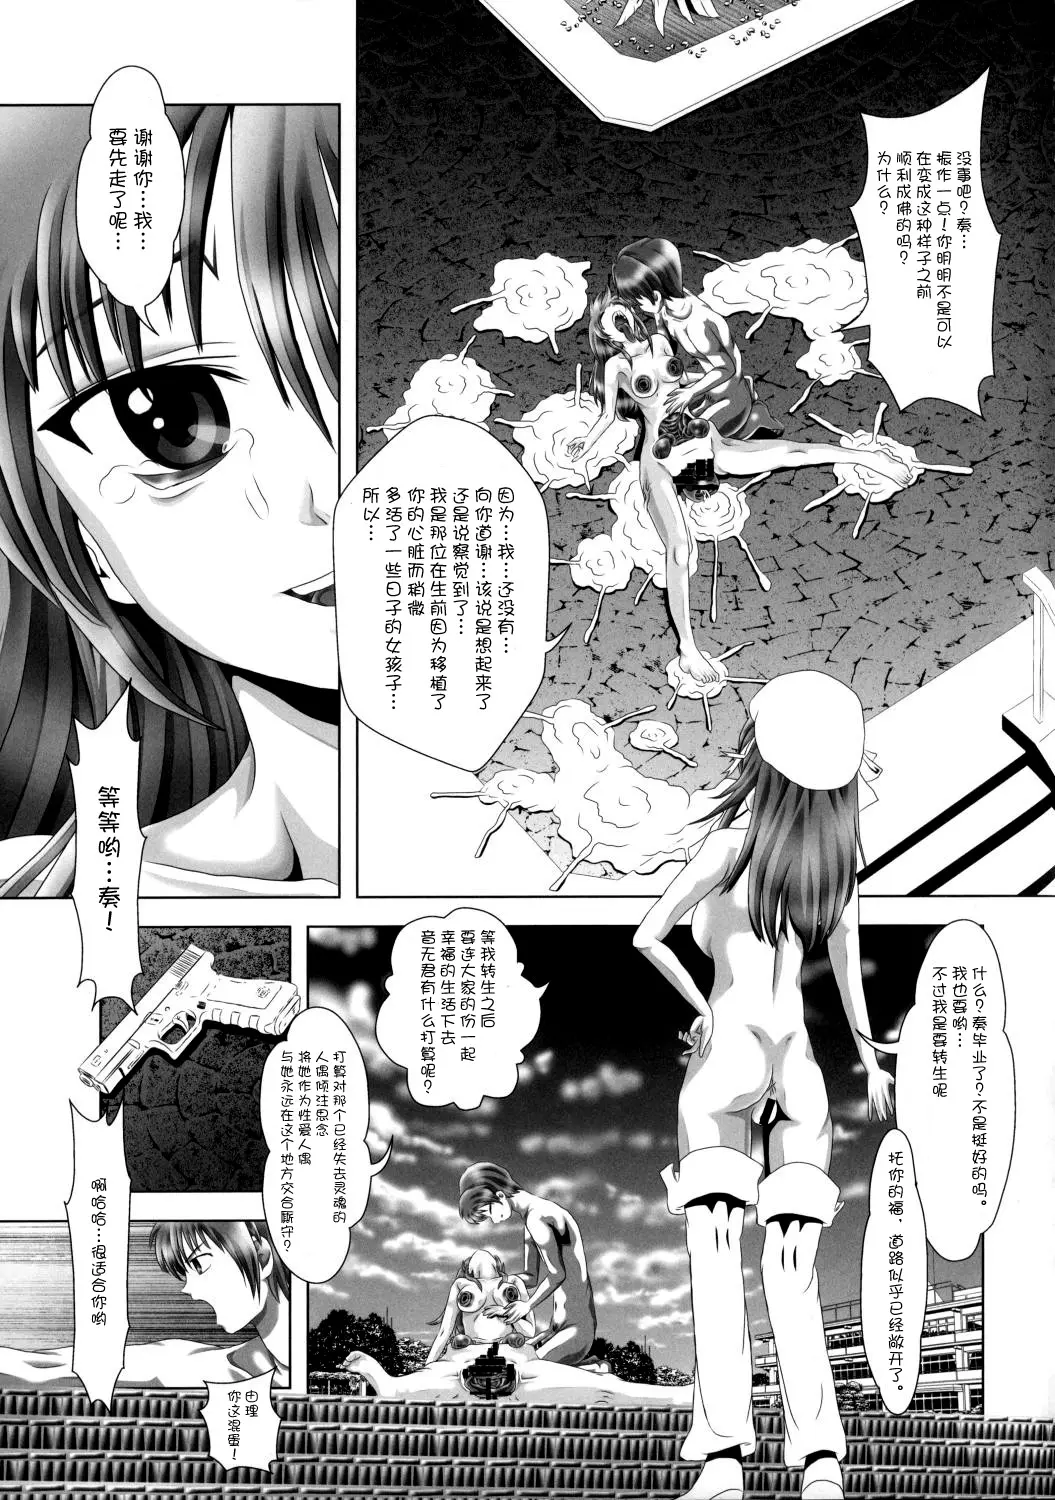 没事吧？奏…
振作一点！你明明不是可以
在变成这种样子之前
顺利成佛的吗？
为什么？
因为…我…还没有…
向你道谢…该说是想起来了
还是说察觉到了…
我是那位在生前因为移植了
你的心脏而稍微
多活了一些日子的女孩子…
所以…
谢谢你…我…
要先走了呢…
等等哟…奏！
什么？奏毕业了？不是挺好的吗。
我也要哟…
不过我是要转生呢
托你的福，道路似乎已经敞开了。
等我转生之后
要连大家的份一起
幸福的生活下去
音无君有什么打算呢？
打算对那个已经失去灵魂的
人偶倾注思念
将她作为性爱人偶
与她永远在这个地方交合厮守？
啊哈哈…很适合你哟
由理
你这混蛋！